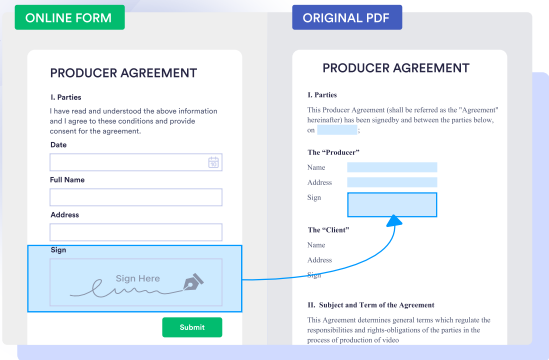 ONLINE FORM
PRODUCER AGREEMENT
I. Parties
I have read and understood the above information
and I agree to these conditions and provide
consent for the agreement.
Date
Full Name
Address
Sign
Sign Here
Submit
ORIGINAL PDF
PRODUCER AGREEMENT
I. Parties
This Producer Agreement (shall be referred as the "Agreement"
hereinafter) has been signedby and between the parties below,
on ;
The “Producer”
Name
Address
Sign
The “Client”
Name
Address
Sign
II. Subject and Term of the Agreement
This Agreement determines general terms which regulate the
responsibilities and rights-obligations of the parties in the
process of production of video